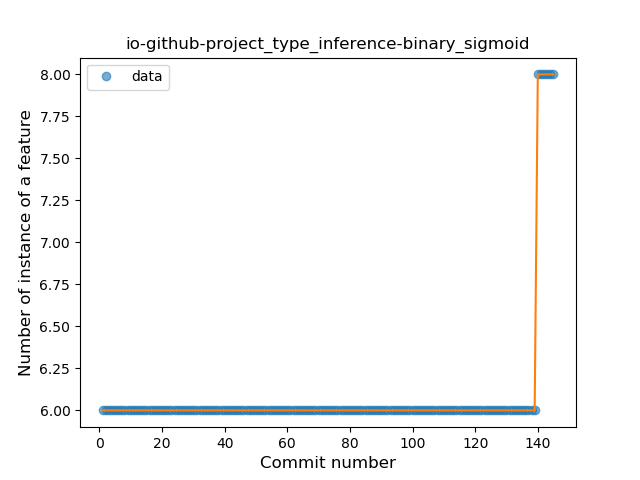 io-github-project_type_inference-binary_sigmoid
data
Number of instance of a feature
8.00
7.75
7.50
7.25
7.00
6.75
6.50
6.25
6.00
0 20 40 60 80 100 120 140
Commit number